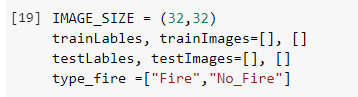 [19] IMAGE_SIZE = (32,32)
trainLables, trainImages=[], []
testLables, testImages=[], []
type_fire =["Fire","No_Fire"]